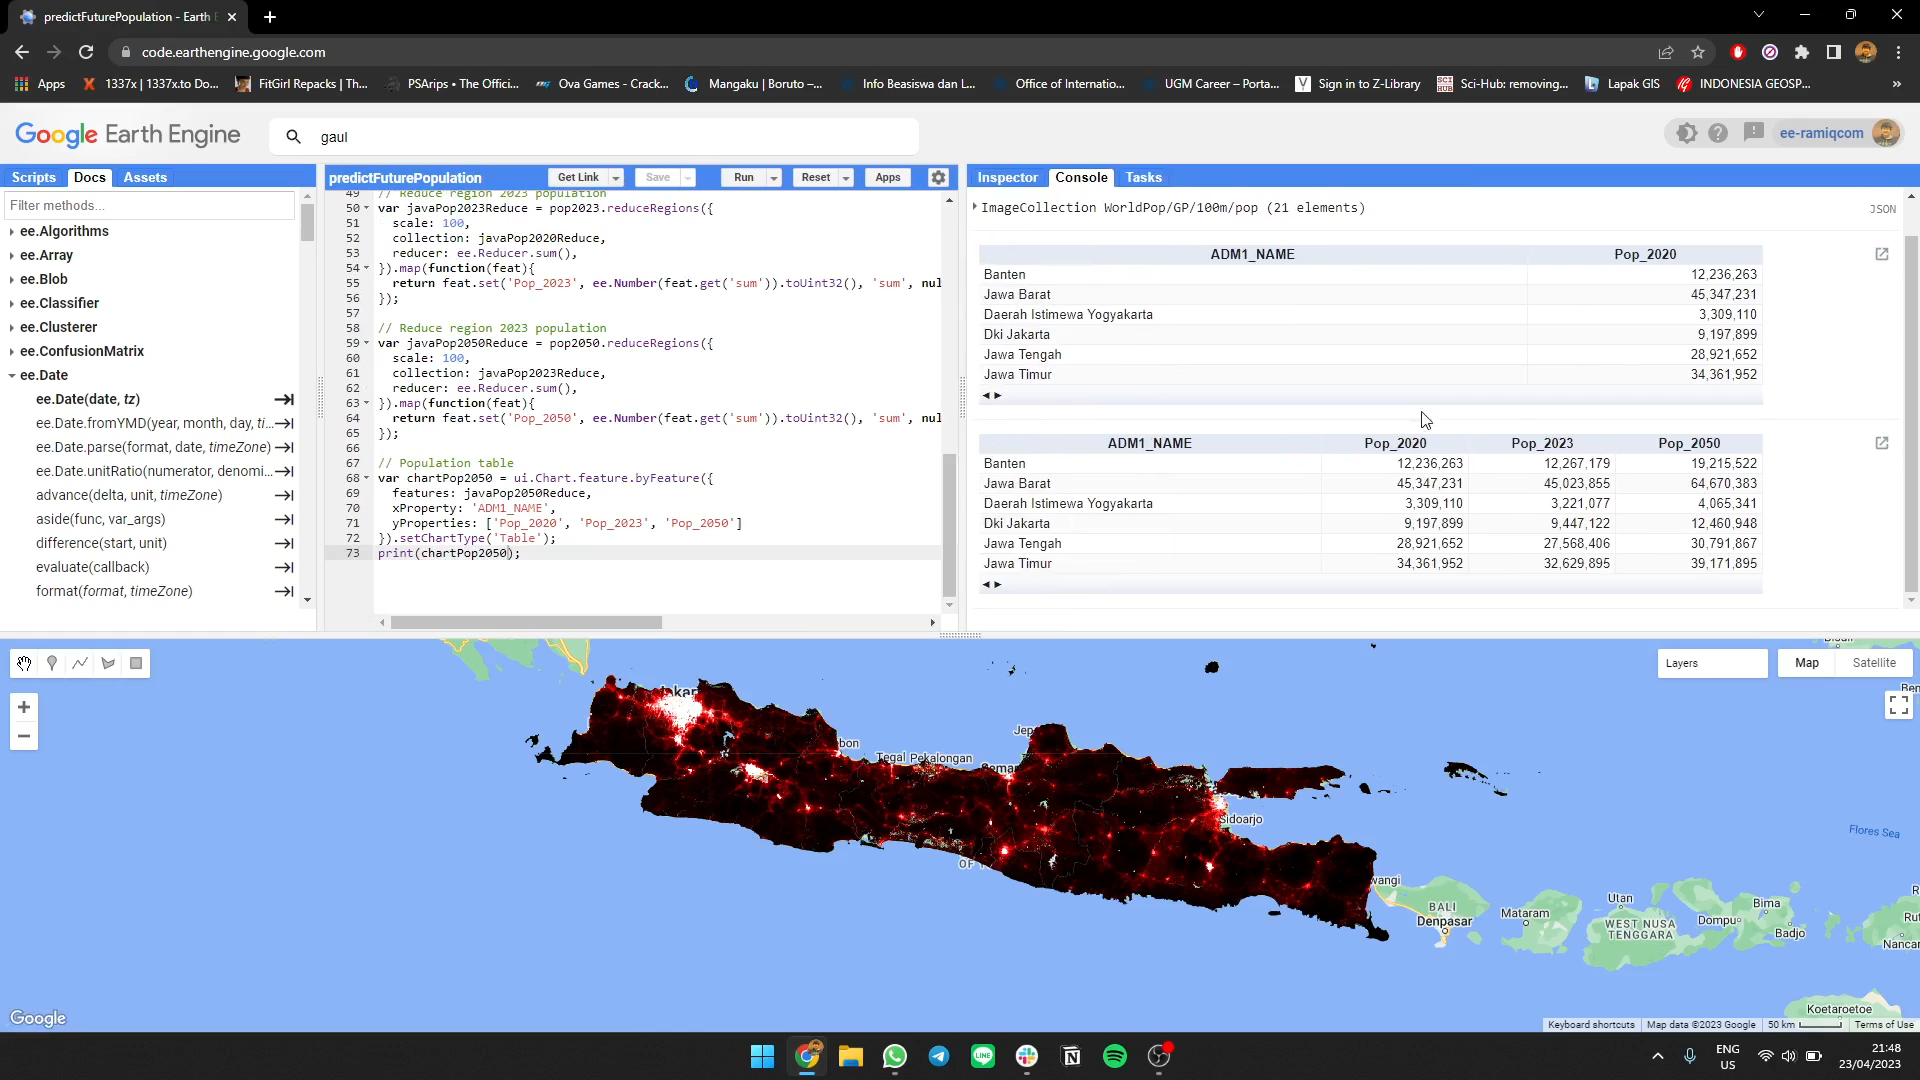 predictFuturePopulation - Earth E
code.earthengine.google.com
Apps
1337x | 1337x.to Do...
FitGirl Repacks | Th...
PSArips • The Offici...
Ova Games - Crack...
Mangaku | Boruto –...
Info Beasiswa dan L...
Office of Internatio...
UGM Career – Porta...
Sign in to Z-Library
Sci-Hub: removing...
Lapak GIS
INDONESIA GEOSP...
»
Google Earth Engine
gaul
ee-ramiqcom
Scripts
Docs
Assets
Filter methods...
ee.Algorithms
ee.Array
ee.Blob
ee.Classifier
ee.Clusterer
ee.ConfusionMatrix
ee.Date
ee.Date(date, tz)
ee.Date.fromYMD(year, month, day, ti...
ee.Date.parse(format, date, timeZone)
ee.Date.unitRatio(numerator, denomi...
advance(delta, unit, timeZone)
aside(func, var_args)
difference(start, unit)
evaluate(callback)
format(format, timeZone)
predictFuturePopulation
Get Link
Save
Run
Reset
Apps
49 // Reduce region 2023 population
50 var javaPop2023Reduce = pop2023.reduceRegions({
51 scale: 100,
52 collection: javaPop2020Reduce,
53 reducer: ee.Reducer.sum(),
54 }).map(function(feat){
55 return feat.set('Pop_2023', ee.Number(feat.get('sum')).toUint32(), 'sum', nul
56 });
57
58 // Reduce region 2023 population
59 var javaPop2050Reduce = pop2050.reduceRegions({
60 scale: 100,
61 collection: javaPop2023Reduce,
62 reducer: ee.Reducer.sum(),
63 }).map(function(feat){
64 return feat.set('Pop_2050', ee.Number(feat.get('sum')).toUint32(), 'sum', nul
65 });
66
67 // Population table
68 var chartPop2050 = ui.Chart.feature.byFeature({
69 features: javaPop2050Reduce,
70 xProperty: 'ADM1_NAME',
71 yProperties: ['Pop_2020', 'Pop_2023', 'Pop_2050']
72 }).setChartType('Table');
73 print(chartPop2050);
Inspector
Console
Tasks
ImageCollection WorldPop/GP/100m/pop (21 elements)
JSON
ADM1_NAME Pop_2020
Banten 12,236,263
Jawa Barat 45,347,231
Daerah Istimewa Yogyakarta 3,309,110
Dki Jakarta 9,197,899
Jawa Tengah 28,921,652
Jawa Timur 34,361,952
ADM1_NAME Pop_2020 Pop_2023 Pop_2050
Banten 12,236,263 12,267,179 19,215,522
Jawa Barat 45,347,231 45,023,855 64,670,383
Daerah Istimewa Yogyakarta 3,309,110 3,221,077 4,065,341
Dki Jakarta 9,197,899 9,447,122 12,460,948
Jawa Tengah 28,921,652 27,568,406 30,791,867
Jawa Timur 34,361,952 32,629,895 39,171,895
Layers
Map
Satellite
Tegal
Pekalongan
Sidoarjo
Flores Sea
BALI
Denpasar
Mataram
Utan
WEST NUSA
TENGGARA
Dompu
Bima
Badjo
Koetaroetoe
Google
Keyboard shortcuts
Map data ©2023 Google
50 km
Terms of Use
ENG
US
21:48
23/04/2023